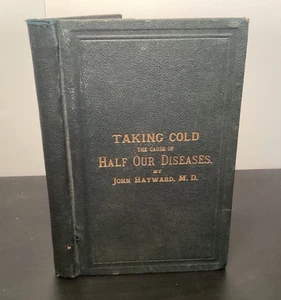 TAKING COLD
THE CAUSE OF
HALF OUR DISEASES.
BY
JOHN HAYWARD, M. D.